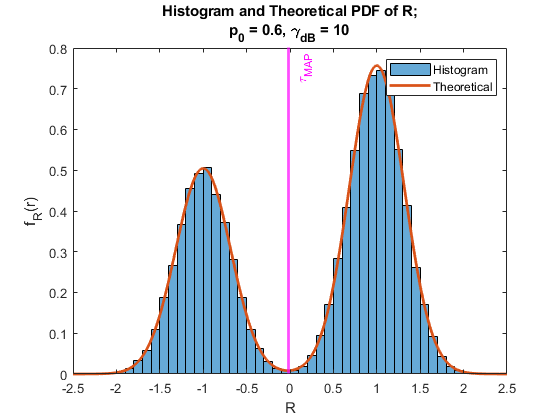 Histogram and Theoretical PDF of R;
p0 = 0.6, γdB = 10
τMAP
Histogram
Theoretical
fR(r)
0.8
0.7
0.6
0.5
0.4
0.3
0.2
0.1
0
-2.5 -2 -1.5 -1 -0.5 0 0.5 1 1.5 2 2.5
R